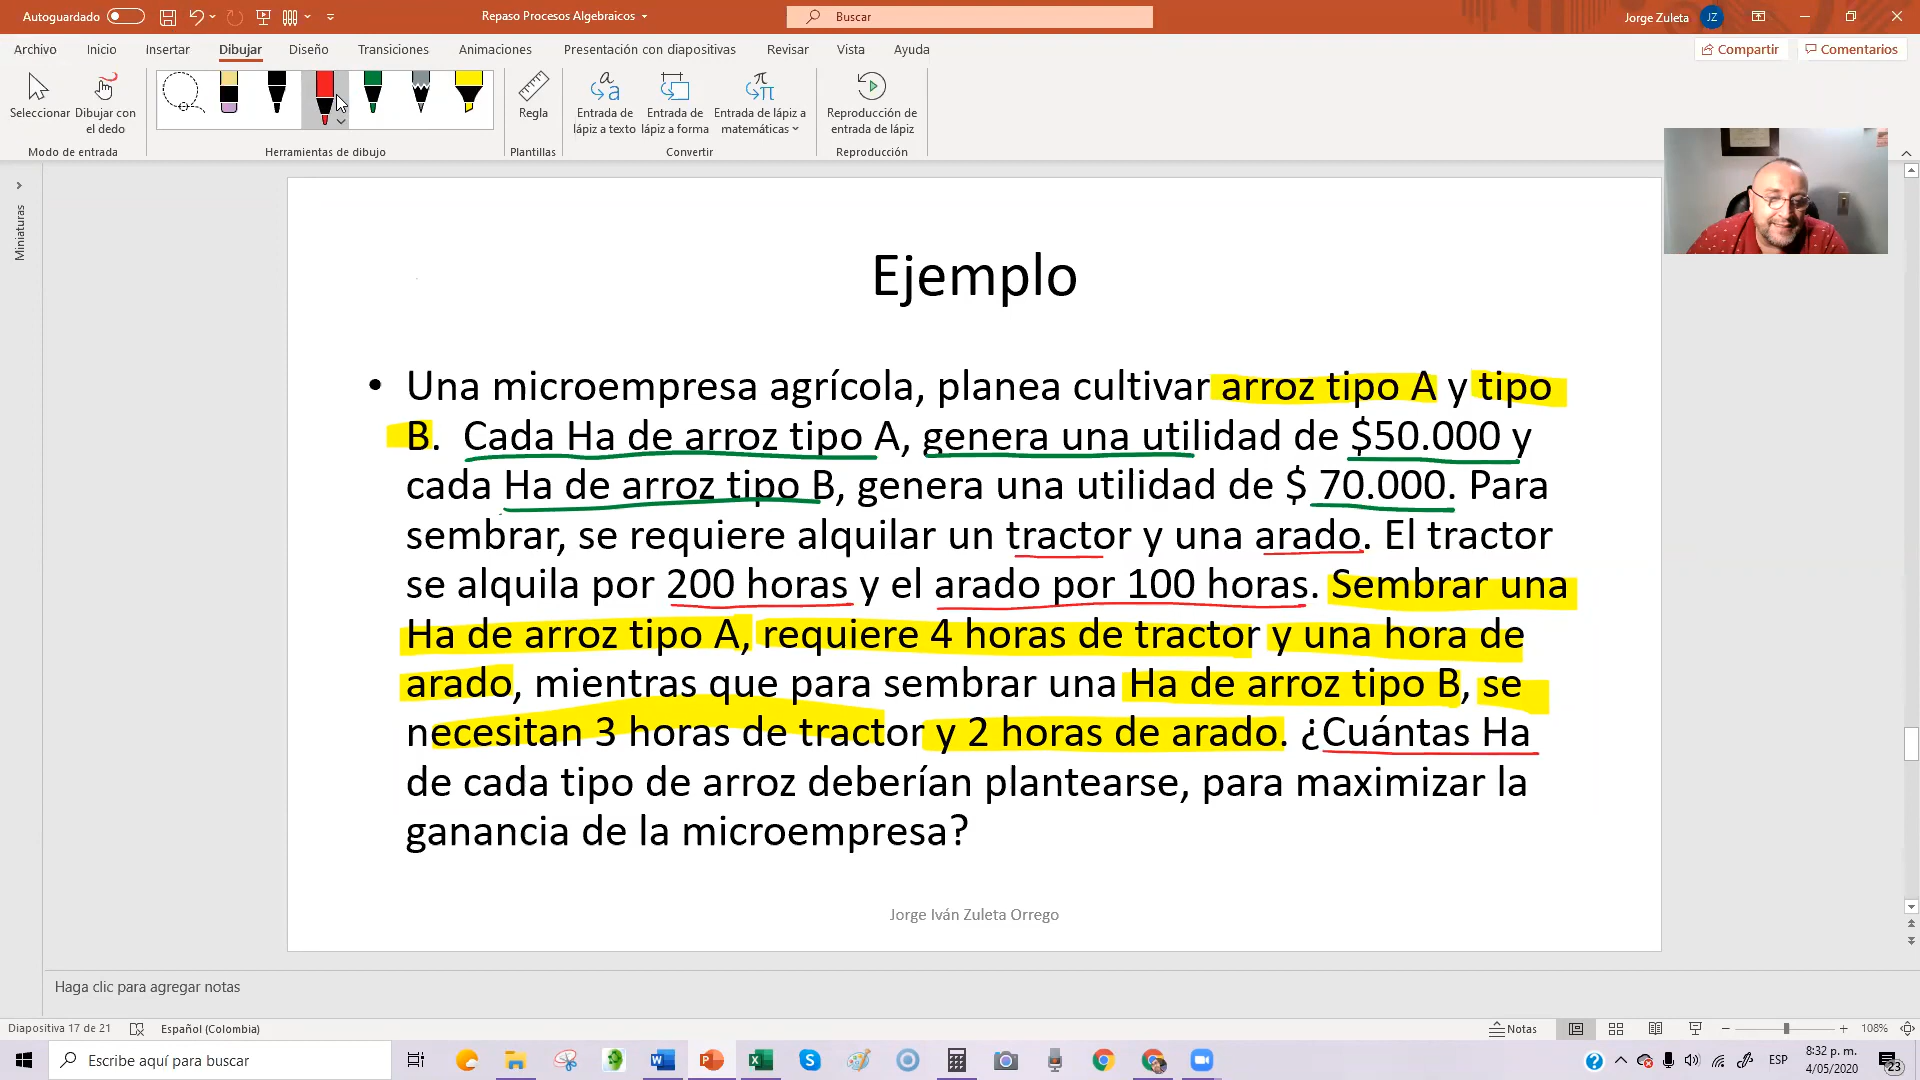 Autoguardado
Repaso Procesos Algebraicos
Buscar
Jorge Zuleta
JZ
Archivo Inicio Insertar Dibujar Diseño Transiciones Animaciones Presentación con diapositivas Revisar Vista Ayuda
Compartir Comentarios
Seleccionar
Dibujar con el dedo
Regla
Entrada de lápiz a texto
Entrada de lápiz a forma
Entrada de lápiz a matemáticas
Reproducción de entrada de lápiz
Modo de entrada
Herramientas de dibujo
Plantillas
Convertir
Reproducción
Miniaturas
Ejemplo
• Una microempresa agrícola, planea cultivar arroz tipo A y tipo
B. Cada Ha de arroz tipo A, genera una utilidad de $50.000 y
cada Ha de arroz tipo B, genera una utilidad de $ 70.000. Para
sembrar, se requiere alquilar un tractor y una arado. El tractor
se alquila por 200 horas y el arado por 100 horas. Sembrar una
Ha de arroz tipo A, requiere 4 horas de tractor y una hora de
arado, mientras que para sembrar una Ha de arroz tipo B, se
necesitan 3 horas de tractor y 2 horas de arado. ¿Cuántas Ha
de cada tipo de arroz deberían plantearse, para maximizar la
ganancia de la microempresa?
Jorge Iván Zuleta Orrego
Haga clic para agregar notas
Diapositiva 17 de 21
Español (Colombia)
Notas
108%
Escribe aquí para buscar
ESP
8:32 p. m.
4/05/2020
23